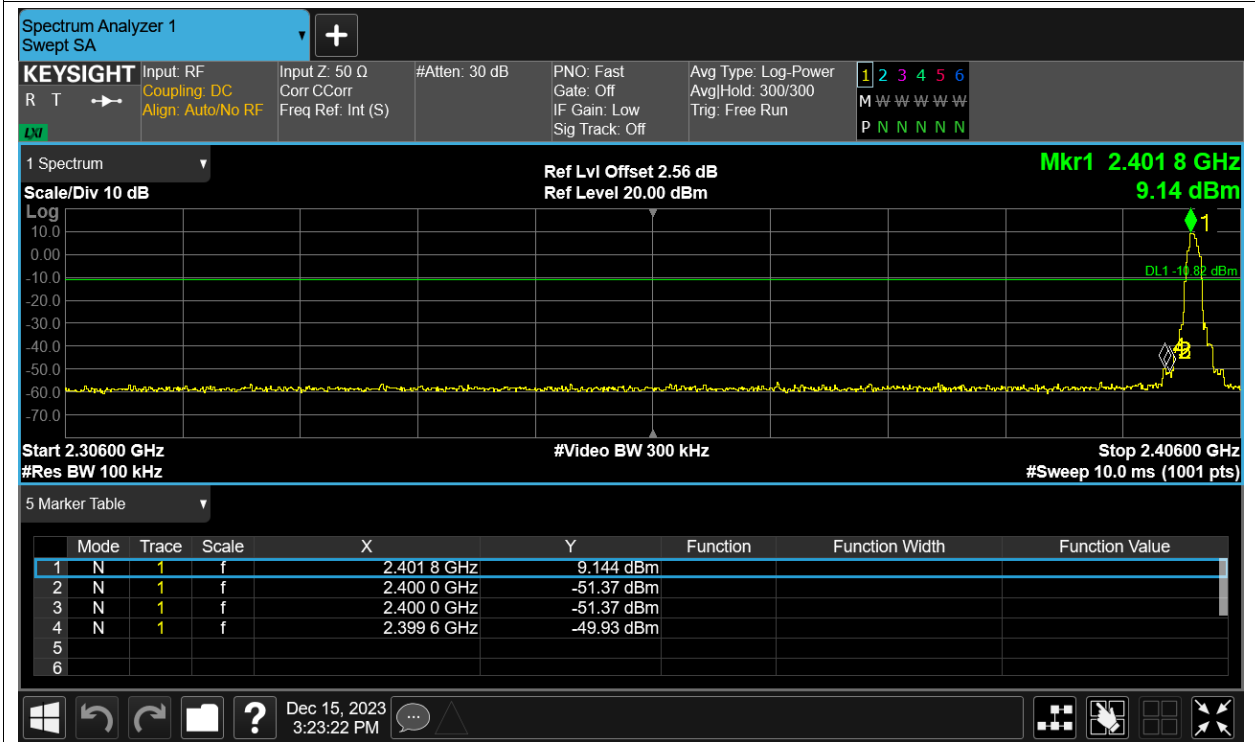 Spectrum Analyzer 1
Swept SA
KEYSIGHT Input: RF Input Z: 50 Ω #Atten: 30 dB PNO: Fast Avg Type: Log-Power 1 2 3 4 5 6
R T Coupling: DC Corr CCorr Gate: Off Avg|Hold: 300/300 M W W W W W
Align: Auto/No RF Freq Ref: Int (S) IF Gain: Low Trig: Free Run
LXI Sig Track: Off P N N N N N N
1 Spectrum Ref Lvl Offset 2.56 dB Mkr1 2.401 8 GHz
Scale/Div 10 dB Ref Level 20.00 dBm 9.14 dBm
Log
1
10.0
0.00
DL1 -10.82 dBm
-10.0
-20.0
-30.0
-40.0
-50.0
-60.0
-70.0
Start 2.30600 GHz #Video BW 300 kHz Stop 2.40600 GHz
#Res BW 100 kHz #Sweep 10.0 ms (1001 pts)
5 Marker Table
Mode Trace Scale X Y Function Function Width Function Value
1 N 1 f 2.401 8 GHz 9.144 dBm
2 N 1 f 2.400 0 GHz -51.37 dBm
3 N 1 f 2.400 0 GHz -51.37 dBm
4 N 1 f 2.399 6 GHz -49.93 dBm
5
6
? Dec 15, 2023
3:23:22 PM